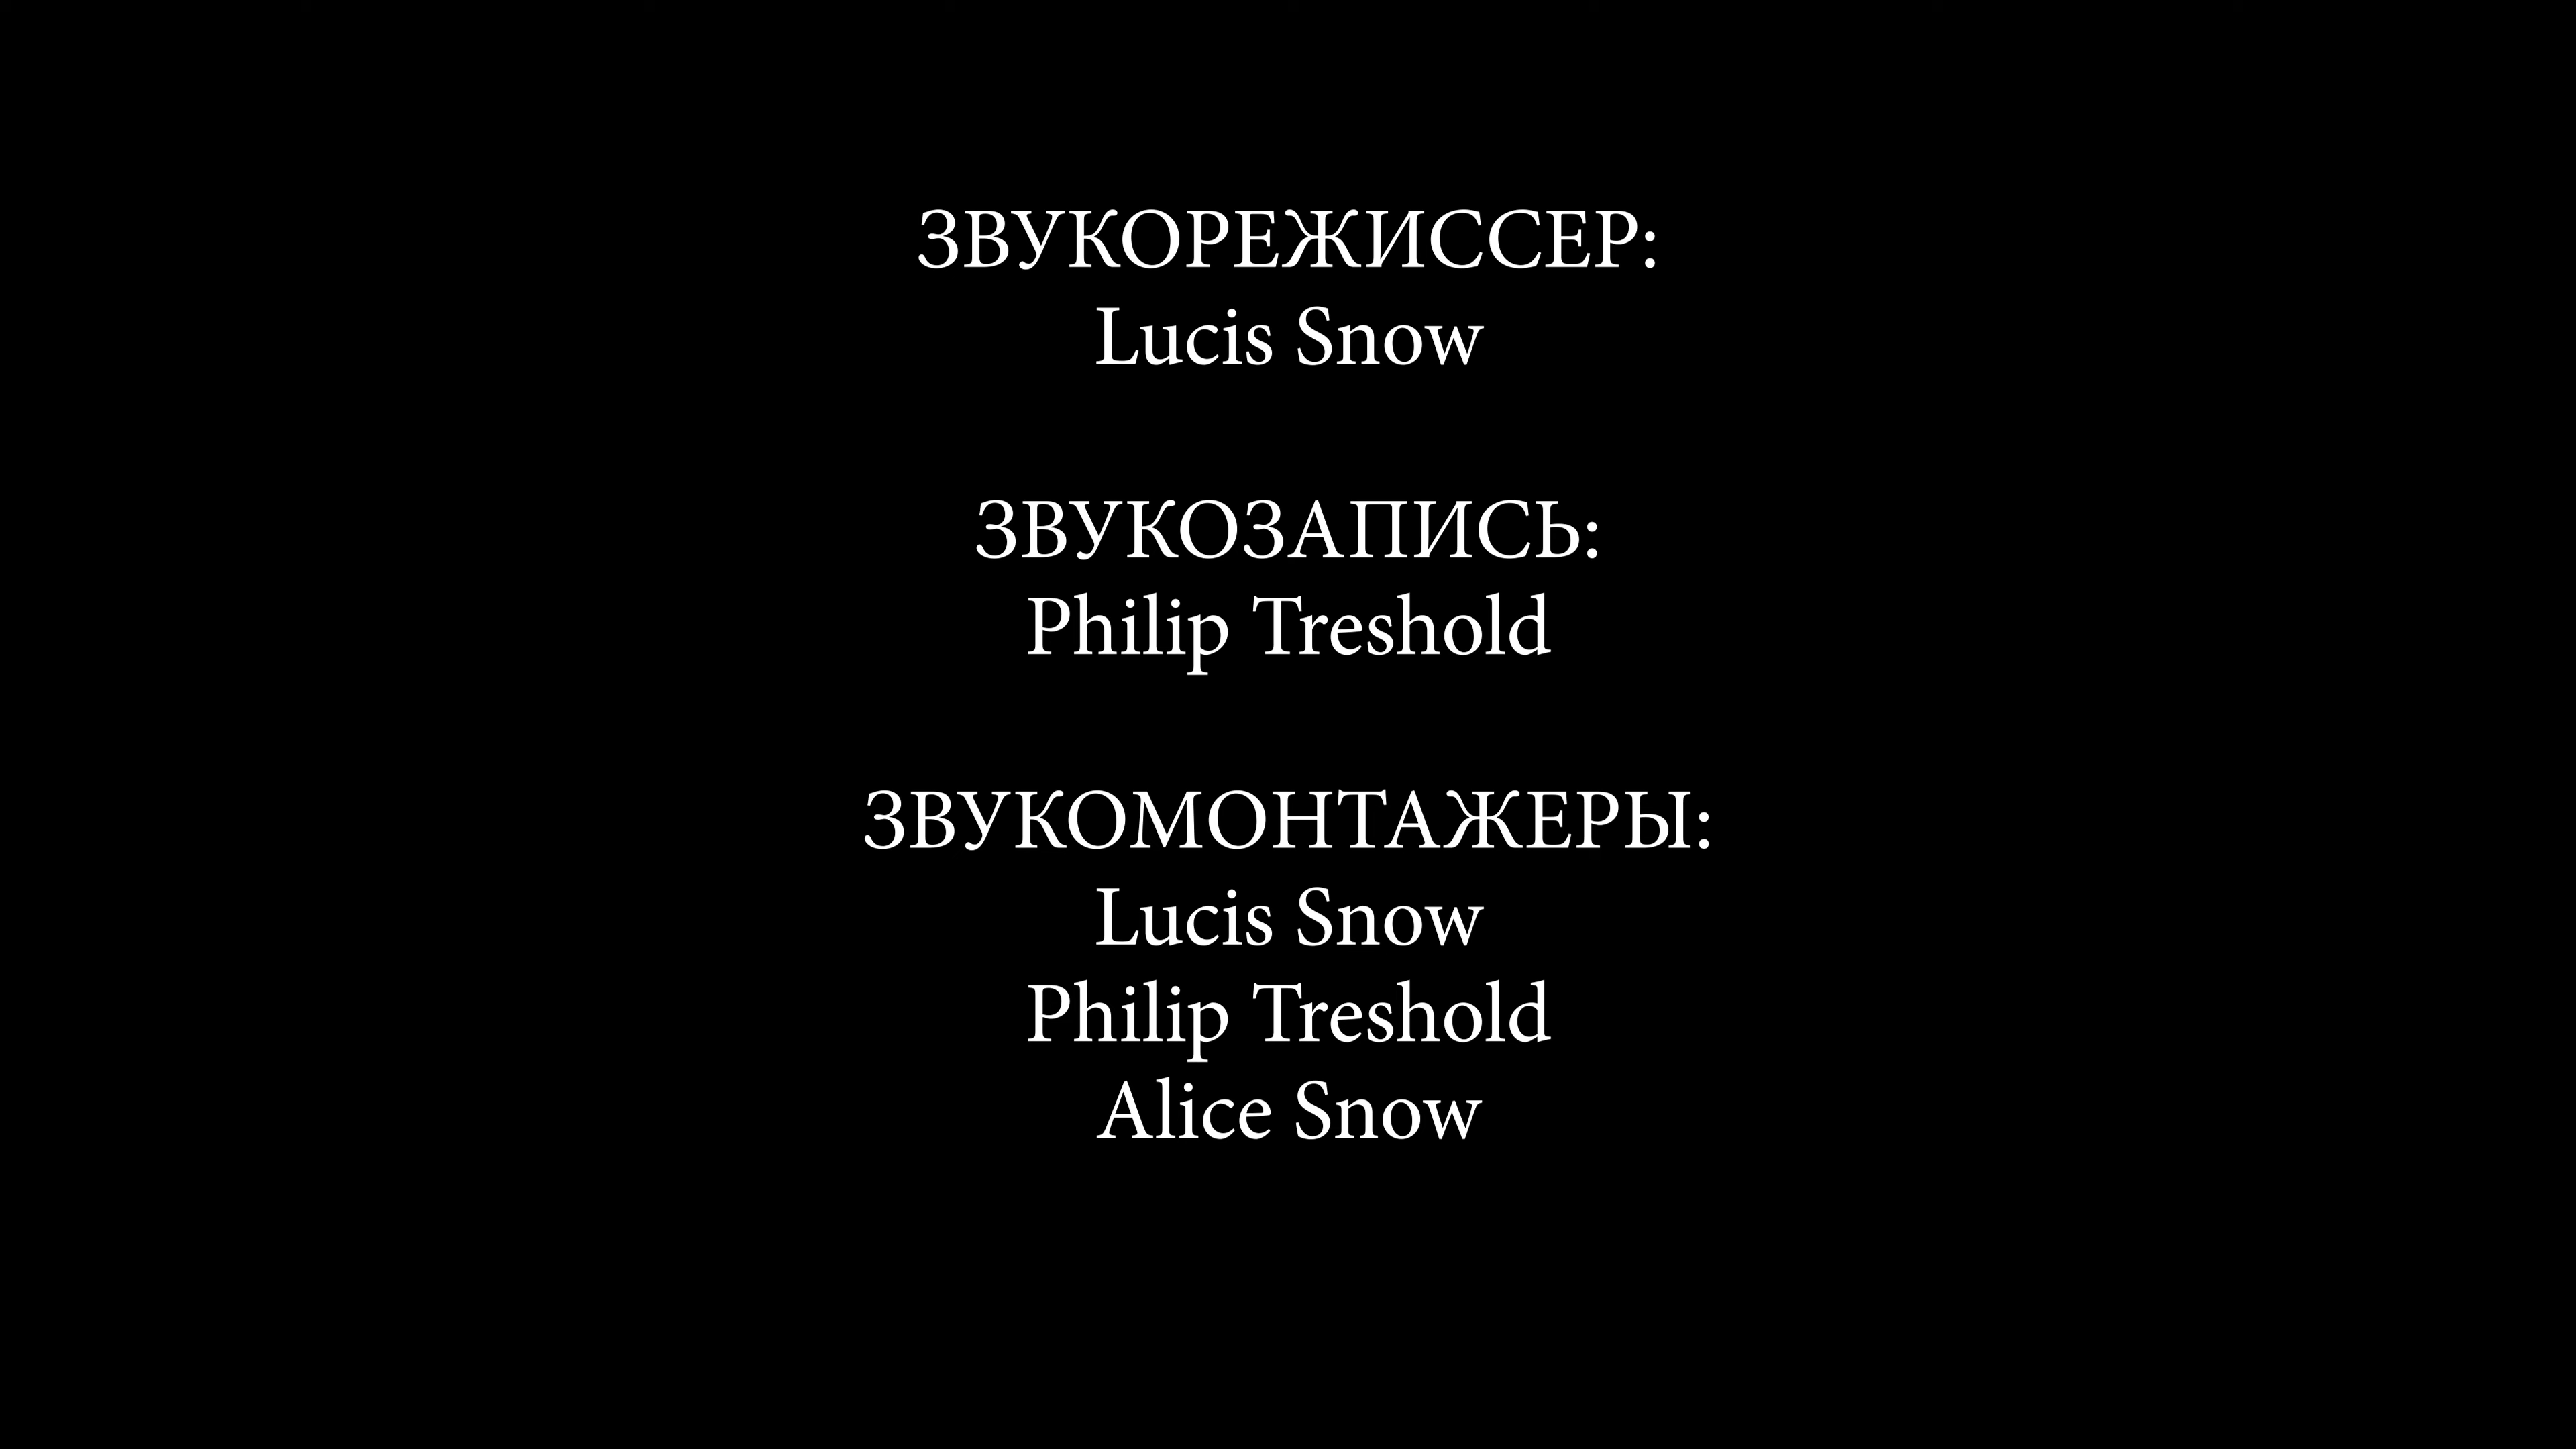 ЗВУКОРЕЖИССЕР:
Lucis Snow
ЗВУКОЗАПИСЬ:
Philip Treshold
ЗВУКОМОНТАЖЕРЫ:
Lucis Snow
Philip Treshold
Alice Snow